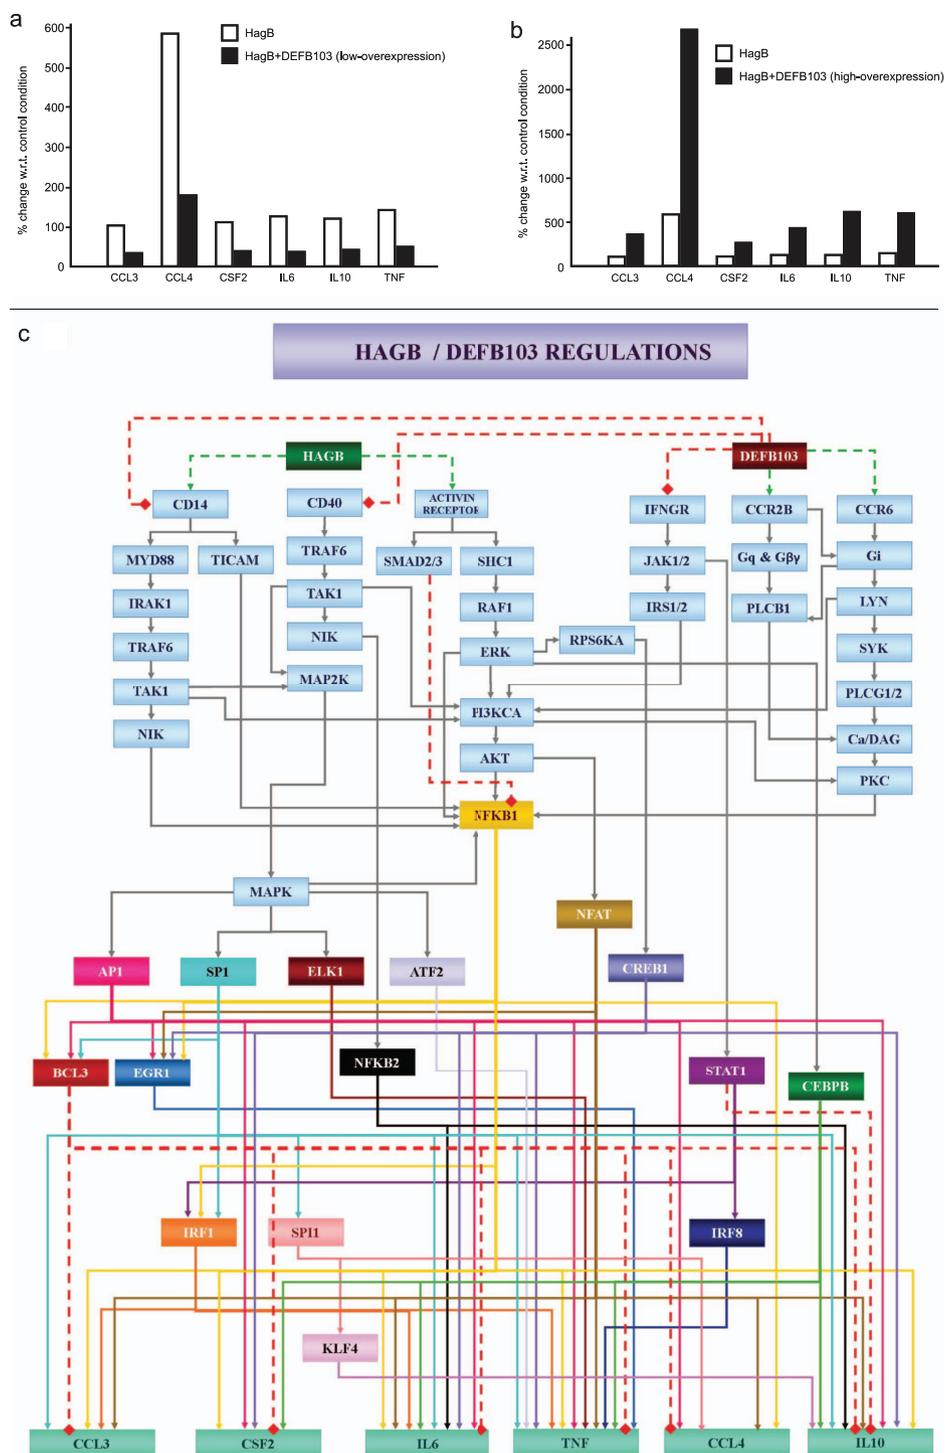 a
600
500
400
300
200
100
0
% change w.r.t. control condition
HagB
HagB+DEFB103 (low-overexpression)
CCL3 CCL4 CSF2 IL6 IL10 TNF
b
2500
2000
1500
1000
500
0
% change w.r.t. control condition
HagB
HagB+DEFB103 (high-overexpression)
CCL3 CCL4 CSF2 IL6 IL10 TNF
c
HAGB / DEFB103 REGULATIONS
HAGB DEFB103
CD14 CD40 ACTIVIN
RECEPTOR IFNGR CCR2B CCR6
MYD88 TICAM TRAF6 SMAD2/3 SHC1 JAK1/2 Gq & Gβγ Gi
IRAK1 TAK1 RAF1 IRS1/2 PLCB1 LYN
TRAF6 NIK ERK RPS6KA SYK
TAK1 MAP2K PI3KCA PLCG1/2
NIK AKT Ca/DAG
PKC
NFKB1
MAPK
NFAT
AP1 SP1 ELK1 ATF2 CREB1
BCL3 EGR1 NFKB2 STAT1 CEBPB
IRF1 SPI1 IRF8
KLF4
CCL3 CSF2 IL6 TNF CCL4 IL10